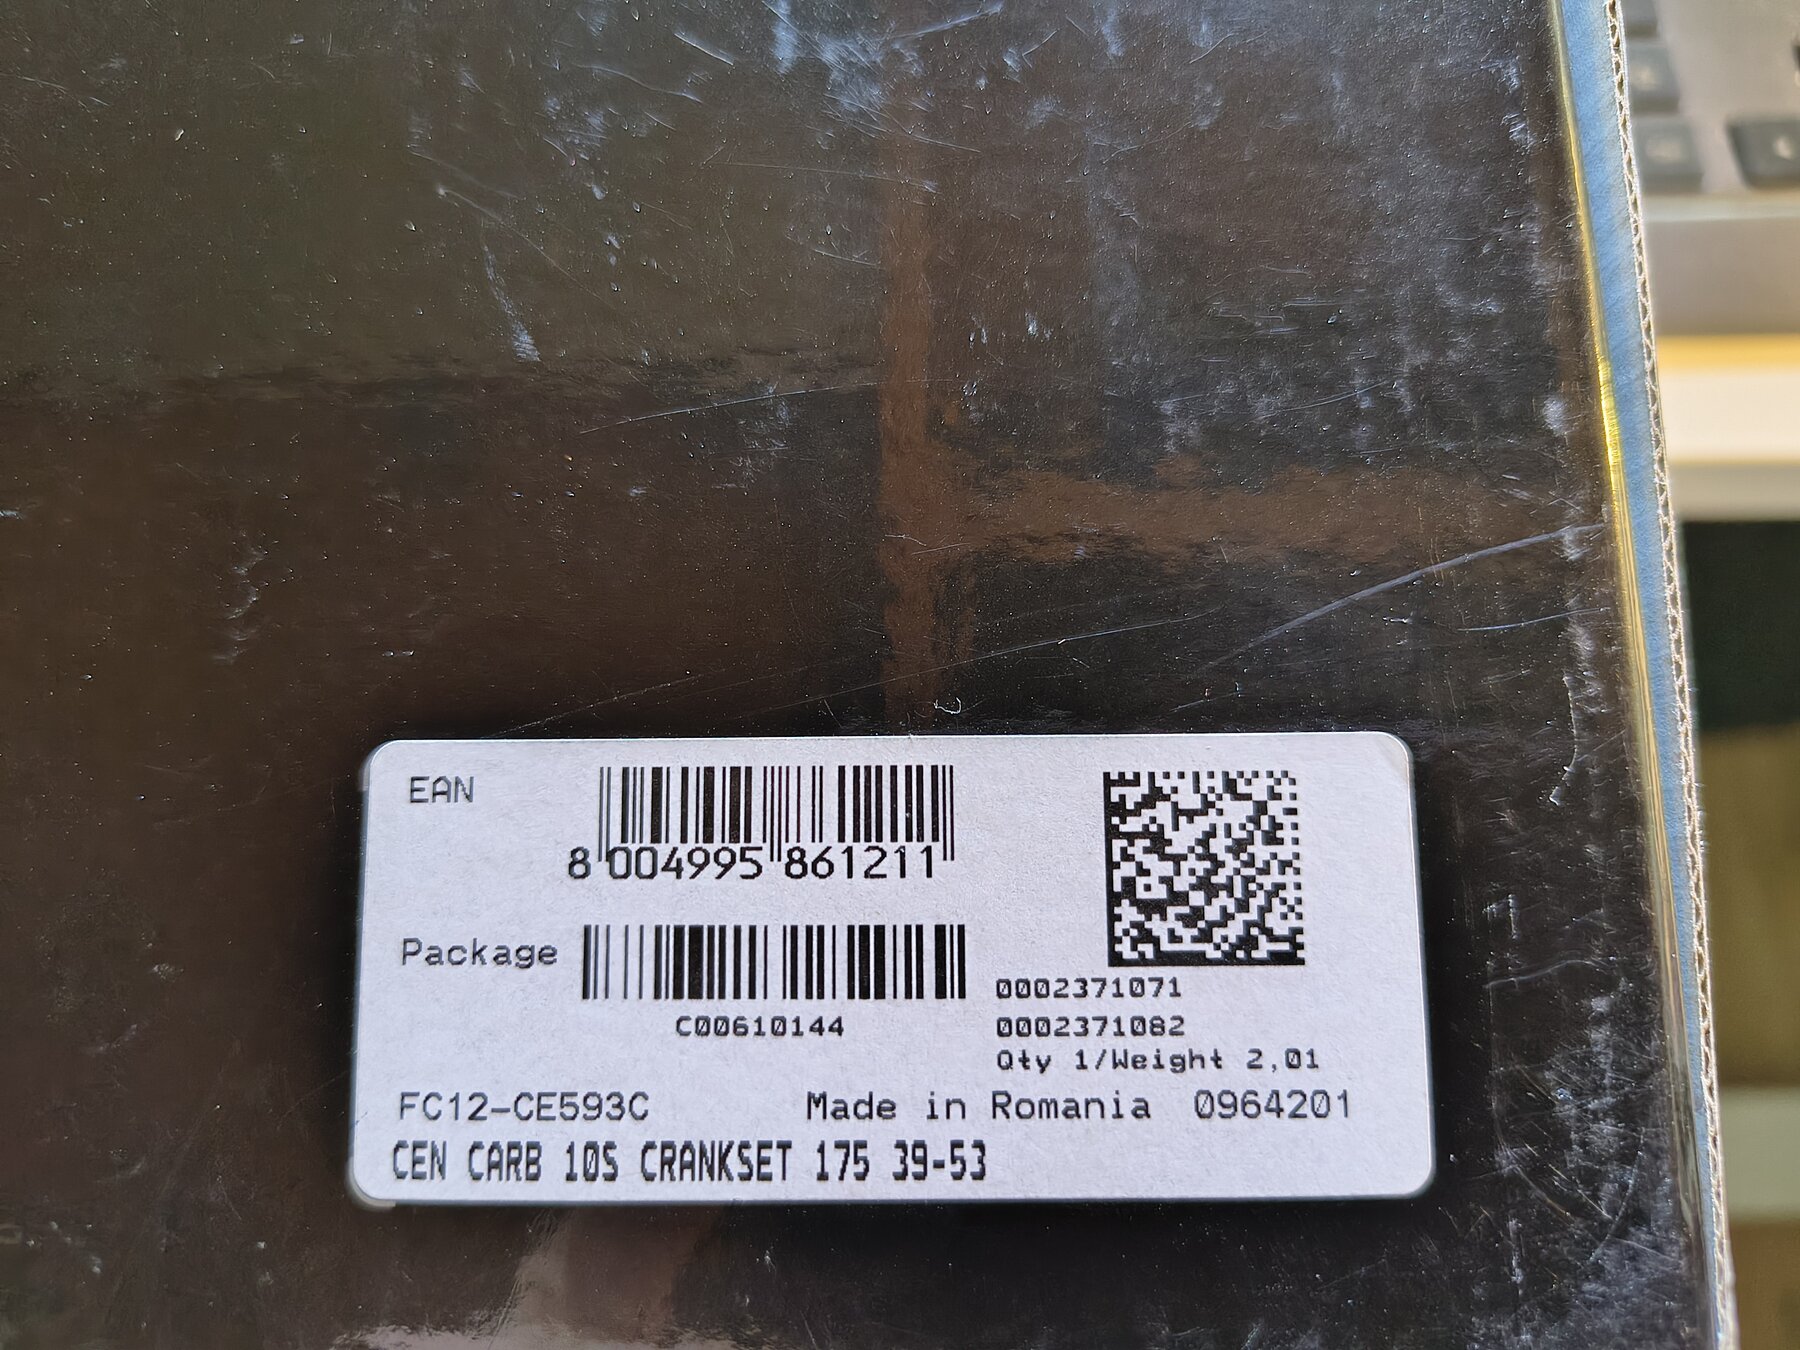 EAN
8 004995 861211
Package
C00610144
0002371071
0002371082
Qty 1/Weight 2,01
FC12-CE593C Made in Romania 0964201
CEN CARB 10S CRANKSET 175 39-53